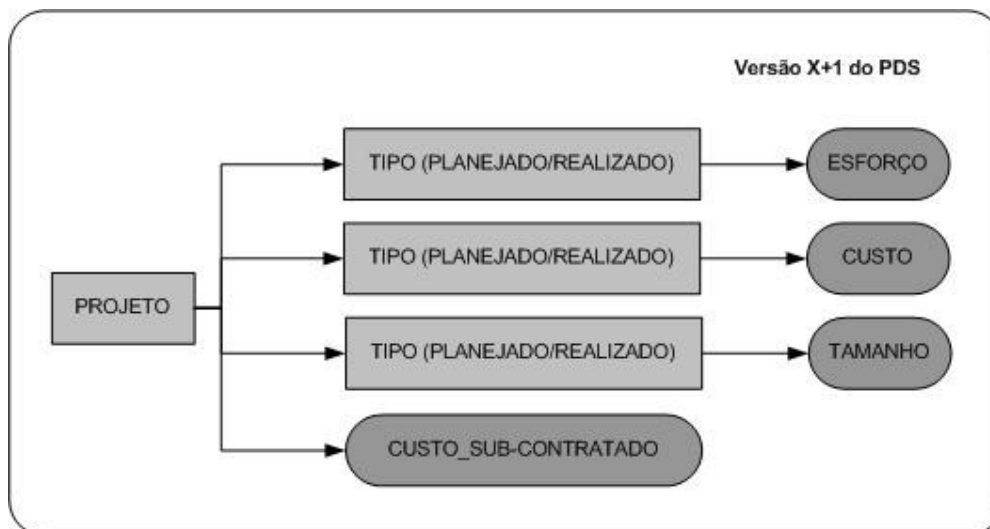 Versão X+1 do PDS
TIPO (PLANEJADO/REALIZADO)
ESFORÇO
TIPO (PLANEJADO/REALIZADO)
CUSTO
PROJETO
TIPO (PLANEJADO/REALIZADO)
TAMANHO
CUSTO_SUB-CONTRATADO